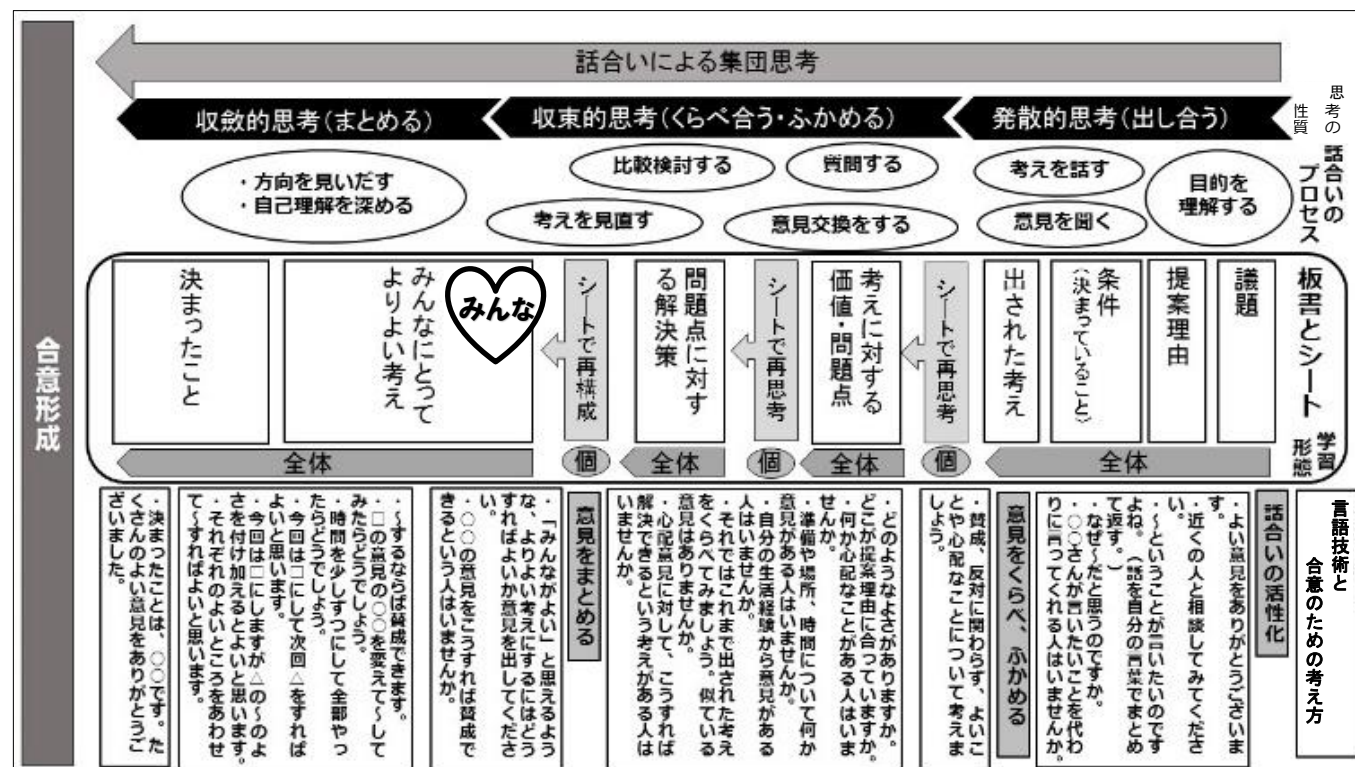 話合いによる集団思考
思考の
性質
発散的思考（出し合う）
収束的思考（くらべ合う・ふかめる）
収斂的思考（まとめる）
話合いの
プロセス
目的を
理解する
考えを話す
意見を聞く
質問する
意見交換をする
比較検討する
考えを見直す
・方向を見いだす
・自己理解を深める
板書とシート
議題
提案理由
条件
（決まっていること）
出された考え
シートで再思考
考えに対する
価値・問題点
シートで再思考
問題点に対す
る解決策
シートで再構成
みんな
みんなにとって
よりよい考え
決まったこと
学習
形態
全体
個
全体
個
全体
個
全体
合意形成
言語技術と
合意のための考え方
話合いの活性化
・よい意見をありがとうございま
す。
・近くの人と相談してみてくださ
い。
・～ということが言いたいのです
よね。（話を自分の言葉でまとめ
て返す。）
・なぜ～だと思うのですか。
・○○さんが言いたいことを代わ
りに言ってくれる人はいませんか。
意見をくらべ、ふかめる
・賛成、反対に関わらず、よいこ
とや心配なことについて考えま
しょう。
・どのようなよさがありますか。
どこが提案理由に合っていますか。
・何か心配なことがある人はいま
せんか。
・準備や場所、時間について何か
意見がある人はいませんか。
・自分の生活経験から意見がある
人はいませんか。
・それではこれまで出された考え
をくらべてみましょう。似ている
意見はありませんか。
・心配意見に対して、こうすれば
解決できるという考えがある人は
いませんか。
意見をまとめる
・「みんながよい」と思えるよう
な、よりよい考えにするにはどう
すればよいか意見を出してくださ
い。
・○○の意見をこうすれば賛成で
きるという人はいませんか。
・～するならば賛成できます。
・□の意見の○○を変えて～して
みたらどうでしょう。
・時間を少しずつにして全部やっ
たらどうでしょう。
・今回は□にして次回△をすれば
よいと思います。
・今回は□にしますが△の～のよ
さを付け加えるとよいと思います。
・それぞれのよいところをあわせ
て～すればよいと思います。
・決まったことは、○○です。た
くさんのよい意見をありがとうご
ざいました。